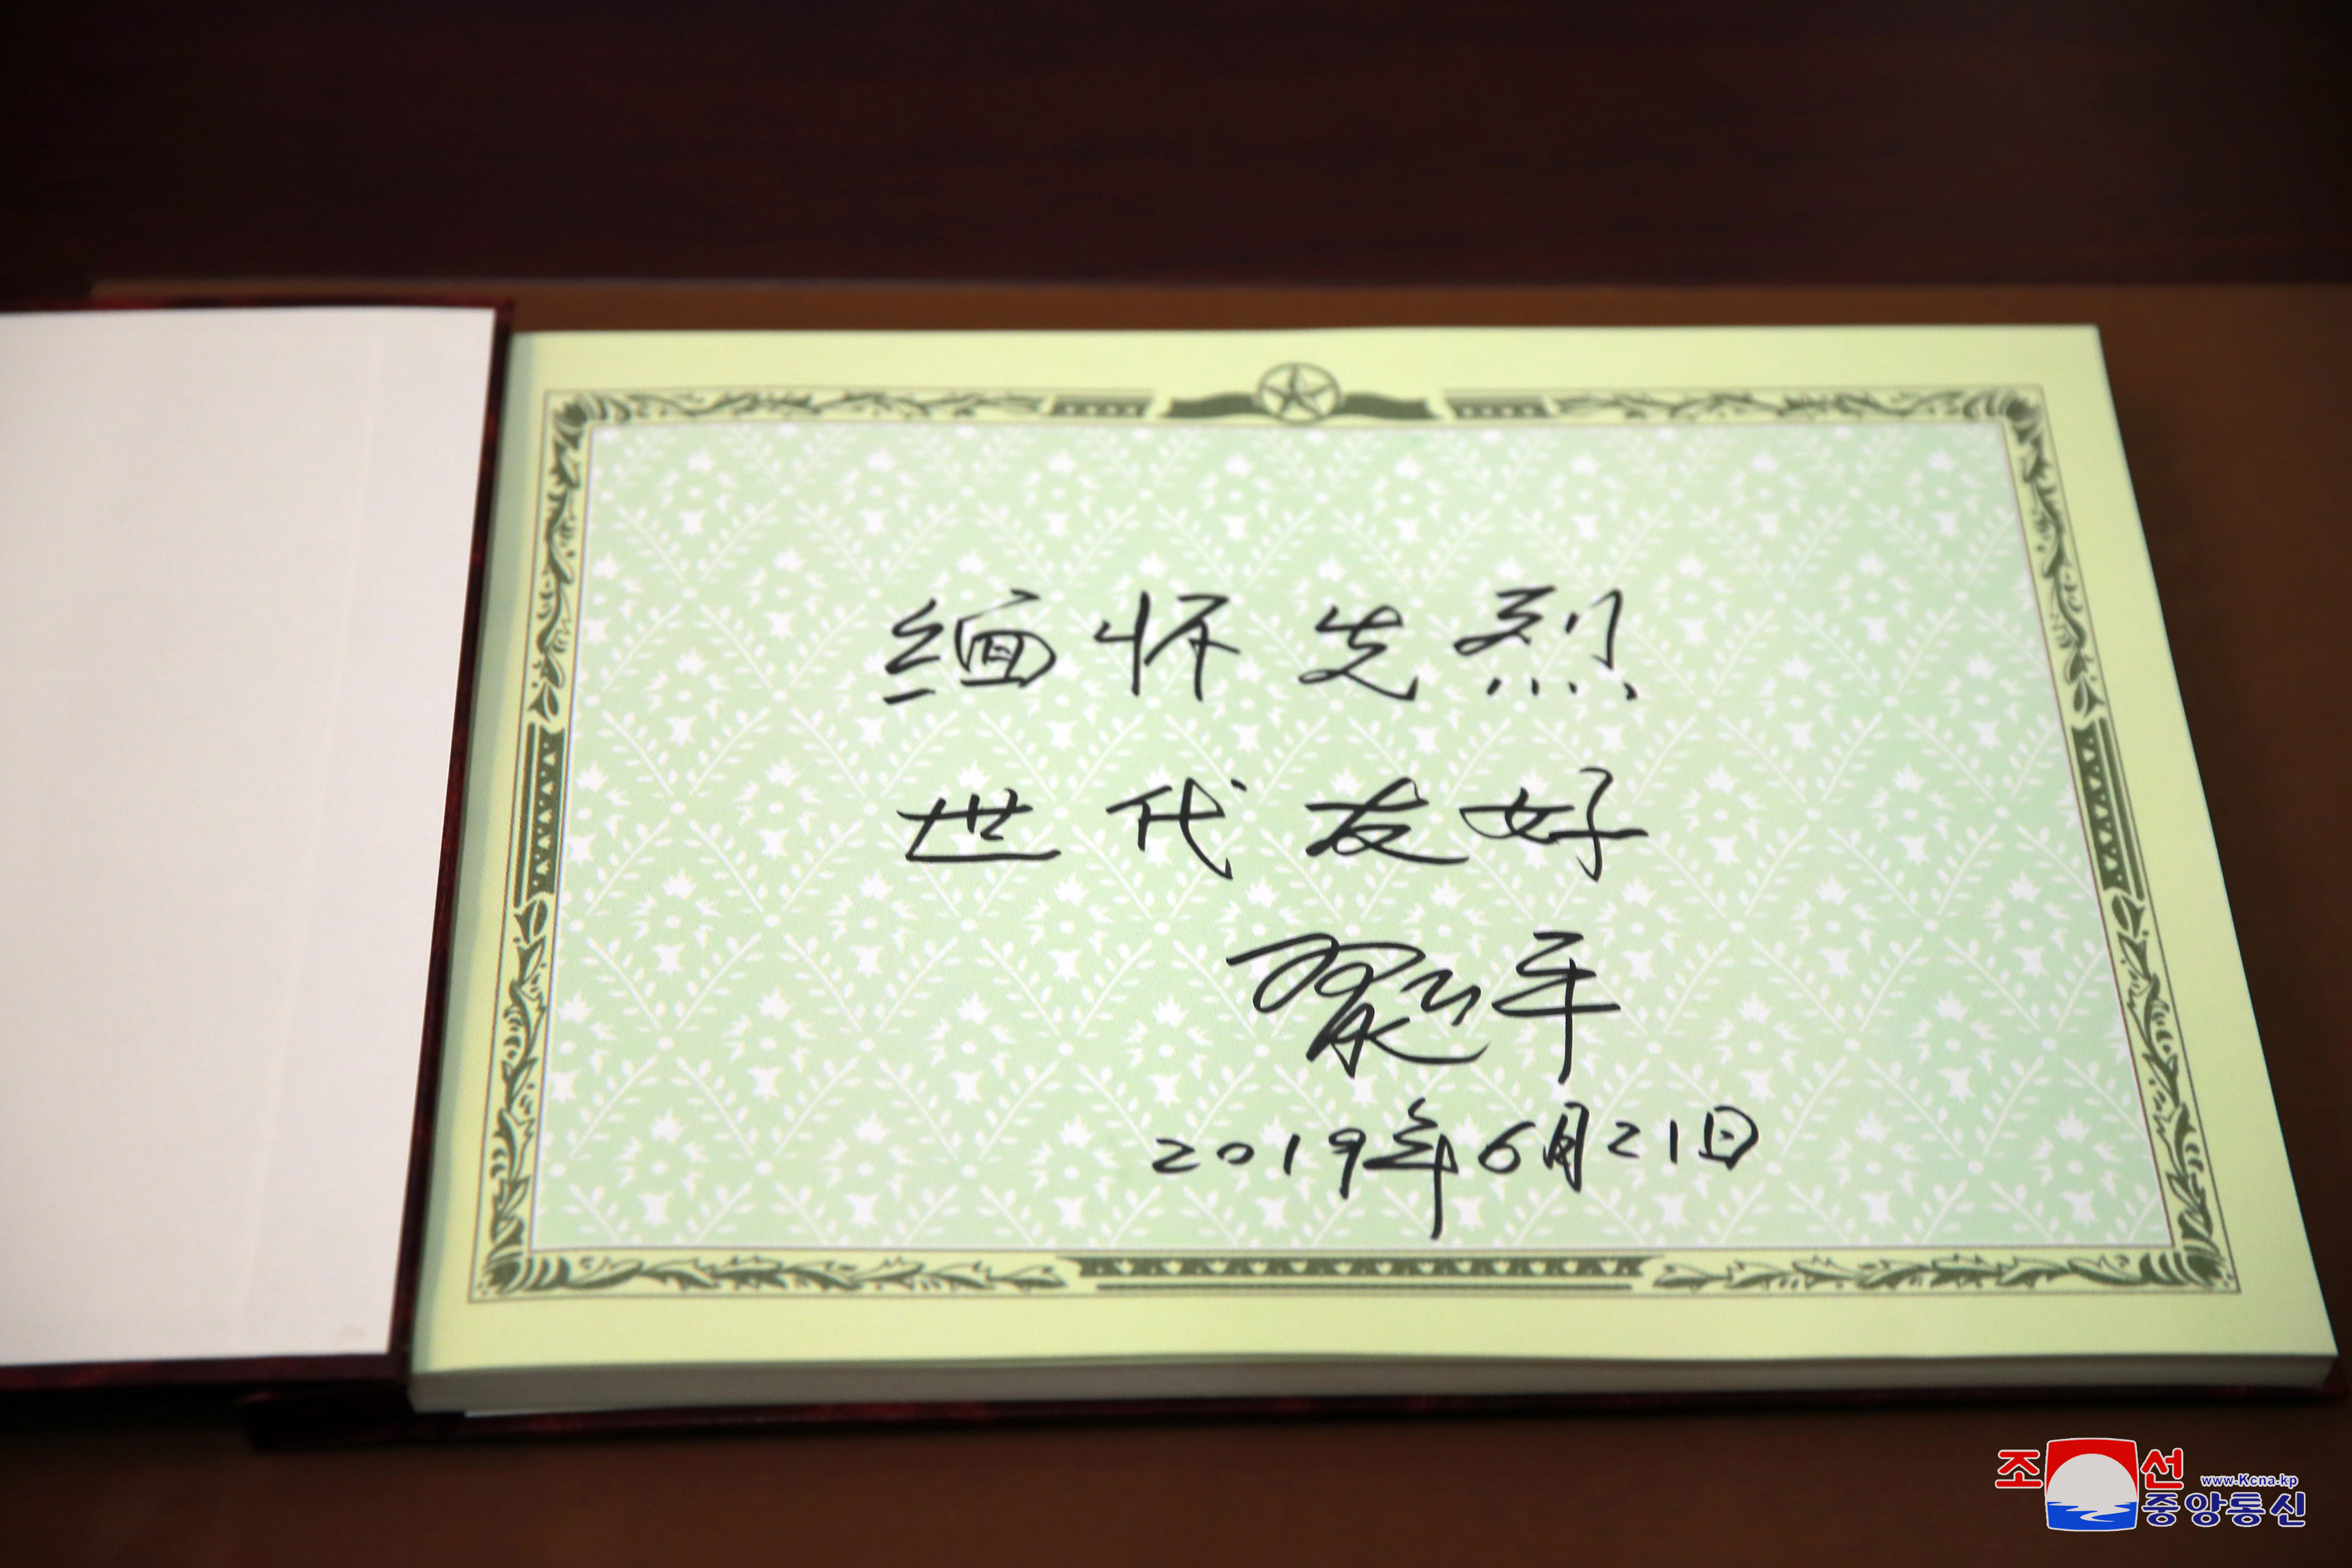 缅怀先烈
世代友好
习近平
2019年6月21日
조선
www.Kcna.kp
중앙통신